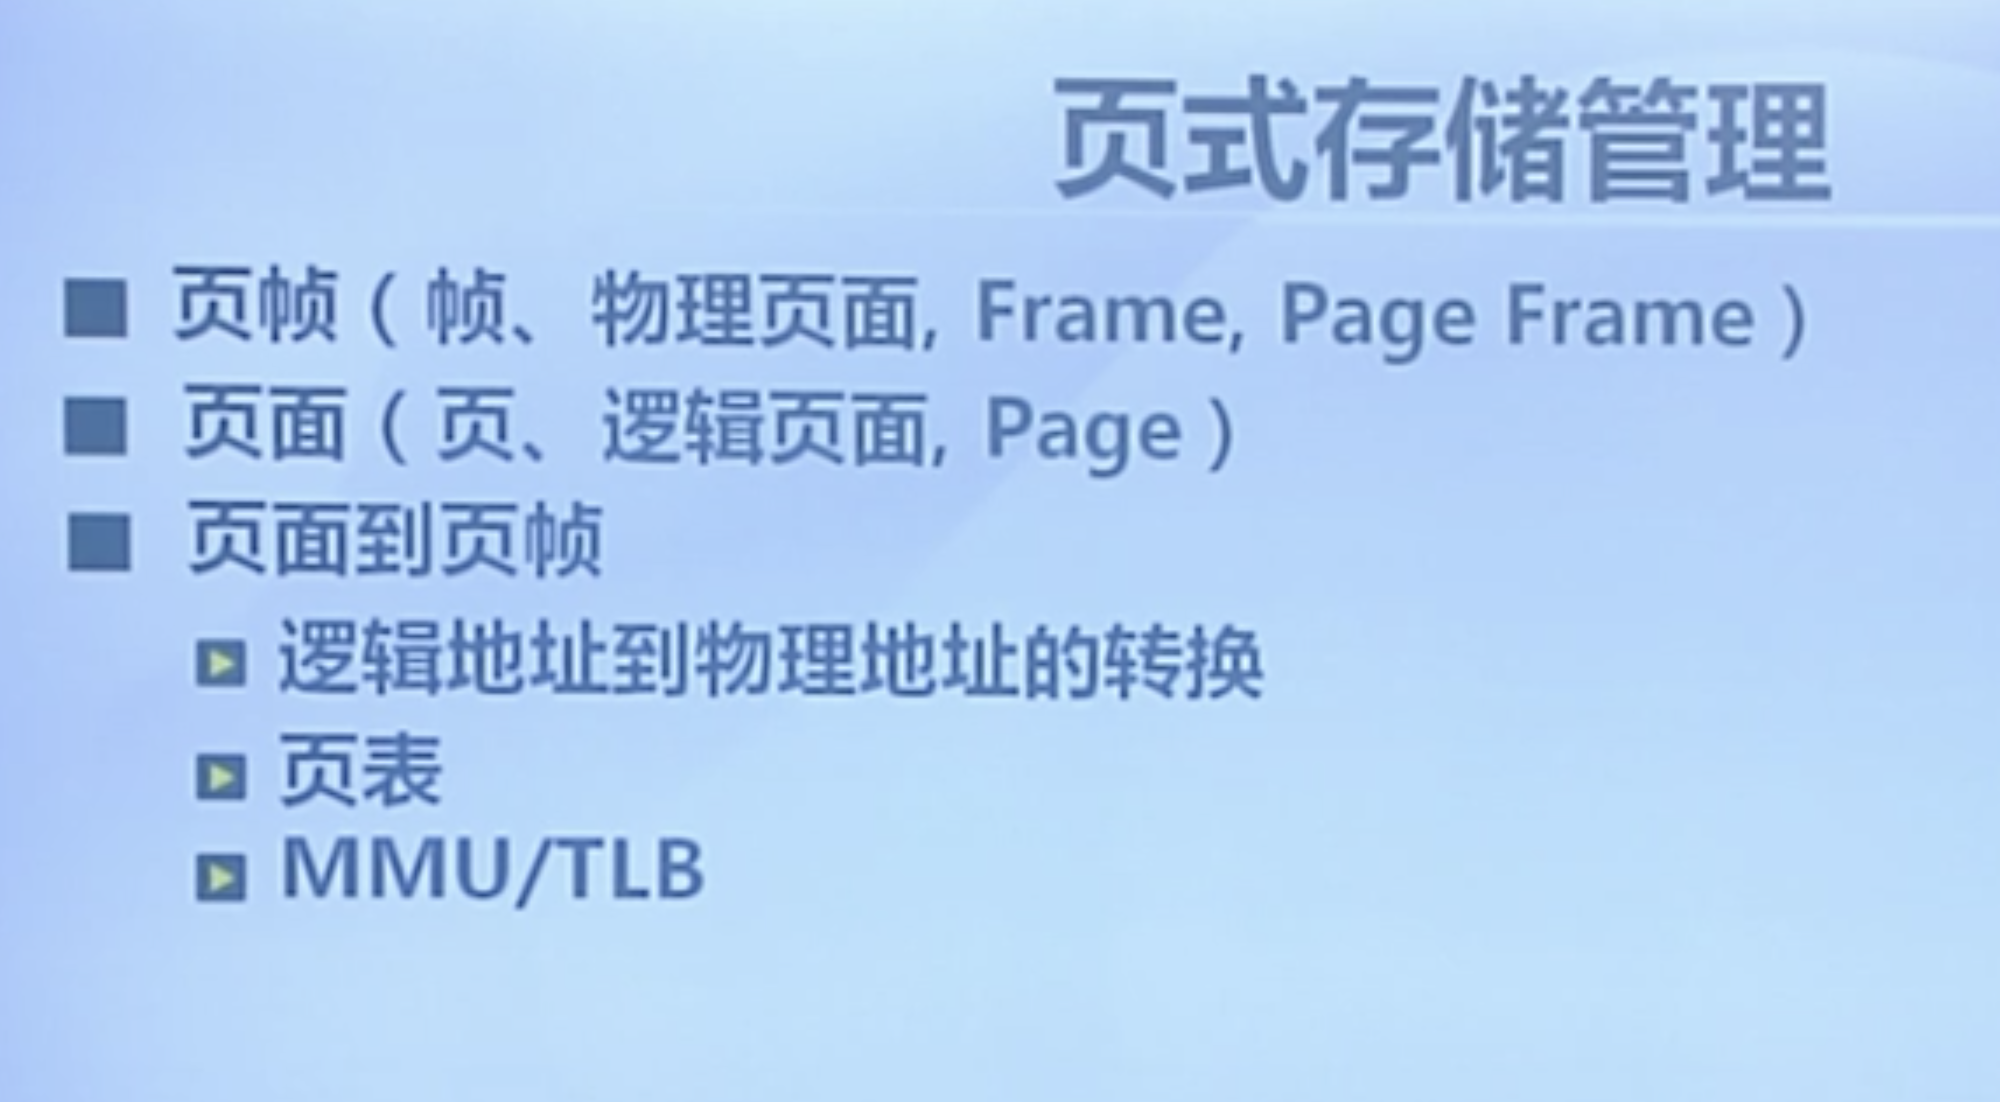 页式存储管理
页帧（帧、物理页面, Frame, Page Frame）
页面（页、逻辑页面, Page）
页面到页帧
逻辑地址到物理地址的转换
页表
MMU/TLB